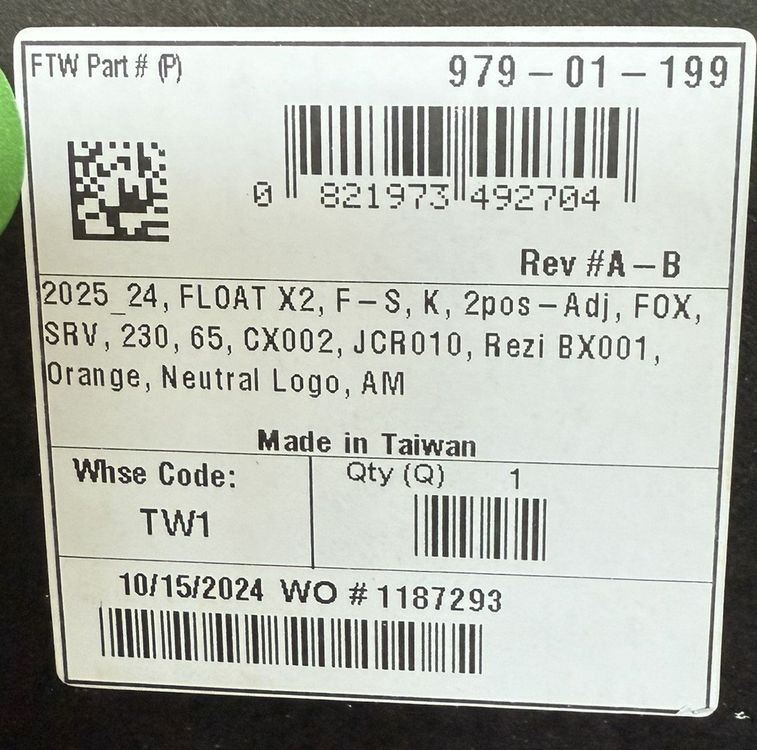 FTW Part # (P) 979-01-199
0 821973 492704
Rev #A-B
2025_24, FLOAT X2, F-S, K, 2pos-Adj, FOX,
SRV, 230, 65, CX002, JCR010, Rezi BX001,
Orange, Neutral Logo, AM
Made in Taiwan
Whse Code: Qty (Q) 1
TW1
10/15/2024 WO # 1187293